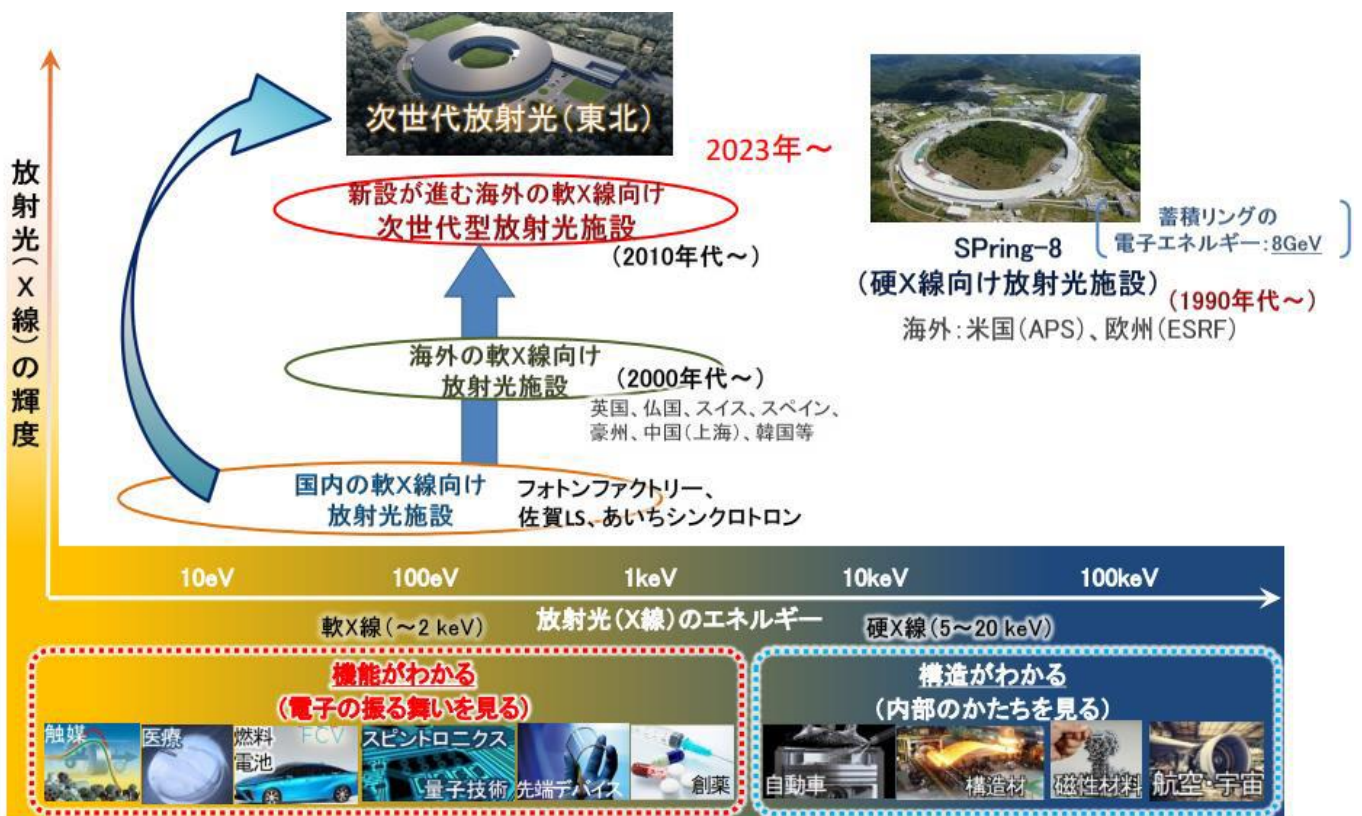 放射光(X線)の輝度
次世代放射光(東北)
2023年～
新設が進む海外の軟X線向け
次世代型放射光施設
(2010年代～)
海外の軟X線向け
放射光施設
(2000年代～)
英国、仏国、スイス、スペイン、
豪州、中国(上海)、韓国等
国内の軟X線向け
放射光施設
フォトンファクトリー、
佐賀LS、あいちシンクロトロン
蓄積リングの
電子エネルギー:8GeV
SPring-8
(硬X線向け放射光施設)
(1990年代～)
海外:米国(APS)、欧州(ESRF)
10eV 100eV 1keV 10keV 100keV
放射光(X線)のエネルギー
軟X線(～2 keV)
硬X線(5～20 keV)
機能がわかる
(電子の振る舞いを見る)
触媒
医療
燃料
電池
FCV
スピントロニクス
量子技術
先端デバイス
創薬
構造がわかる
(内部のかたちを見る)
自動車
構造材
磁性材料
航空・宇宙